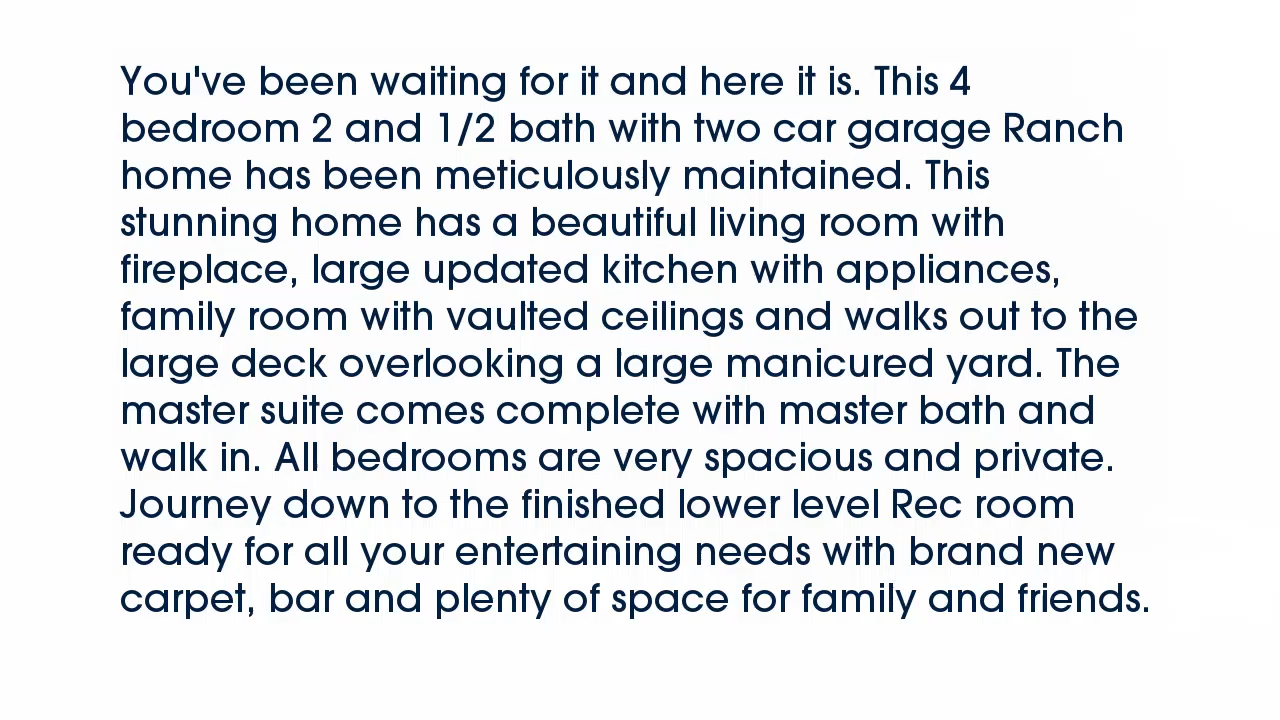 You've been waiting for it and here it is. This 4
bedroom 2 and 1/2 bath with two car garage Ranch
home has been meticulously maintained. This
stunning home has a beautiful living room with
fireplace, large updated kitchen with appliances,
family room with vaulted ceilings and walks out to the
large deck overlooking a large manicured yard. The
master suite comes complete with master bath and
walk in. All bedrooms are very spacious and private.
Journey down to the finished lower level Rec room
ready for all your entertaining needs with brand new
carpet, bar and plenty of space for family and friends.